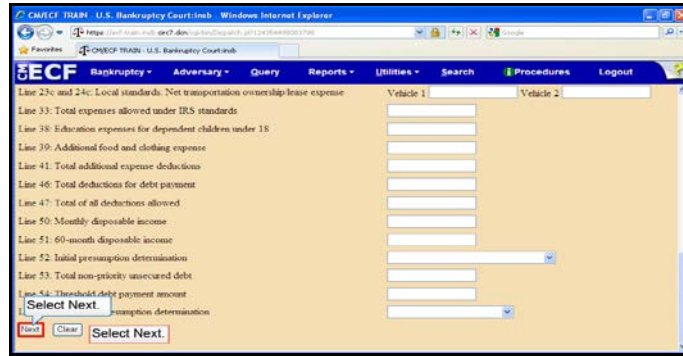 CM/ECF TRAIN - U.S. Bankruptcy Court:ineb - Windows Internet Explorer
Google
Favorites CM/ECF TRAIN - U.S. Bankruptcy Court:ineb
ECF Bankruptcy Adversary Query Reports Utilities Search Procedures Logout ?
Line 23c and 24c: Local standards: Net transportation ownership/lease expense Vehicle 1 Vehicle 2
Line 33: Total expenses allowed under IRS standards
Line 38: Education expenses for dependent children under 18
Line 39: Additional food and clothing expense
Line 41: Total additional expense deductions
Line 46: Total deductions for debt payment
Line 47: Total of all deductions allowed
Line 50: Monthly disposable income
Line 51: 60-month disposable income
Line 52: Initial presumption determination
Line 53: Total non-priority unsecured debt
Line 54: Threshold debt payment amount
Select Next.
presumption determination
Next Clear Select Next.